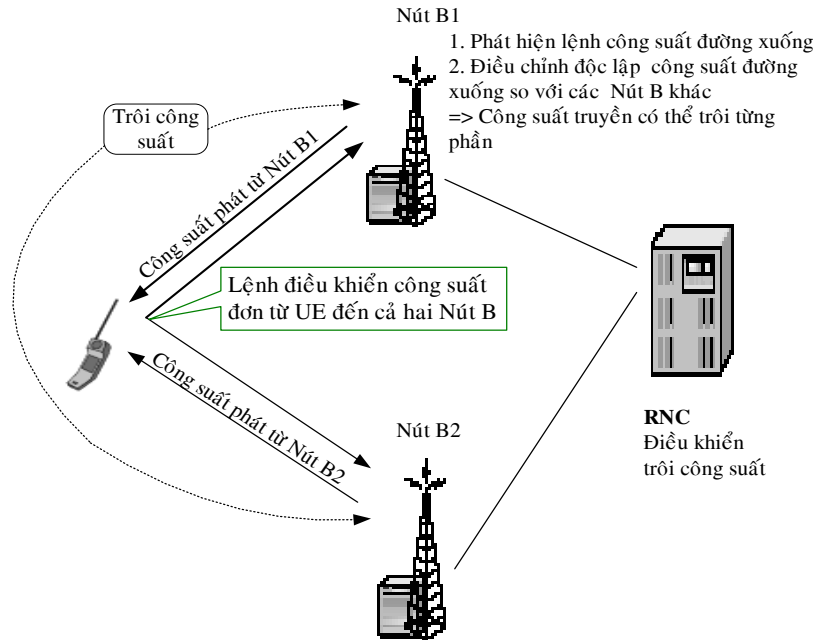 Nút B1
1. Phát hiện lệnh công suất đường xuống
2. Điều chỉnh độc lập công suất đường
xuống so với các Nút B khác
=> Công suất truyền có thể trôi từng
phần
Trôi công
suất
Công suất phát từ Nút B1
Lệnh điều khiển công suất
đơn từ UE đến cả hai Nút B
Công suất phát từ Nút B2
Nút B2
RNC
Điều khiển
trôi công suất